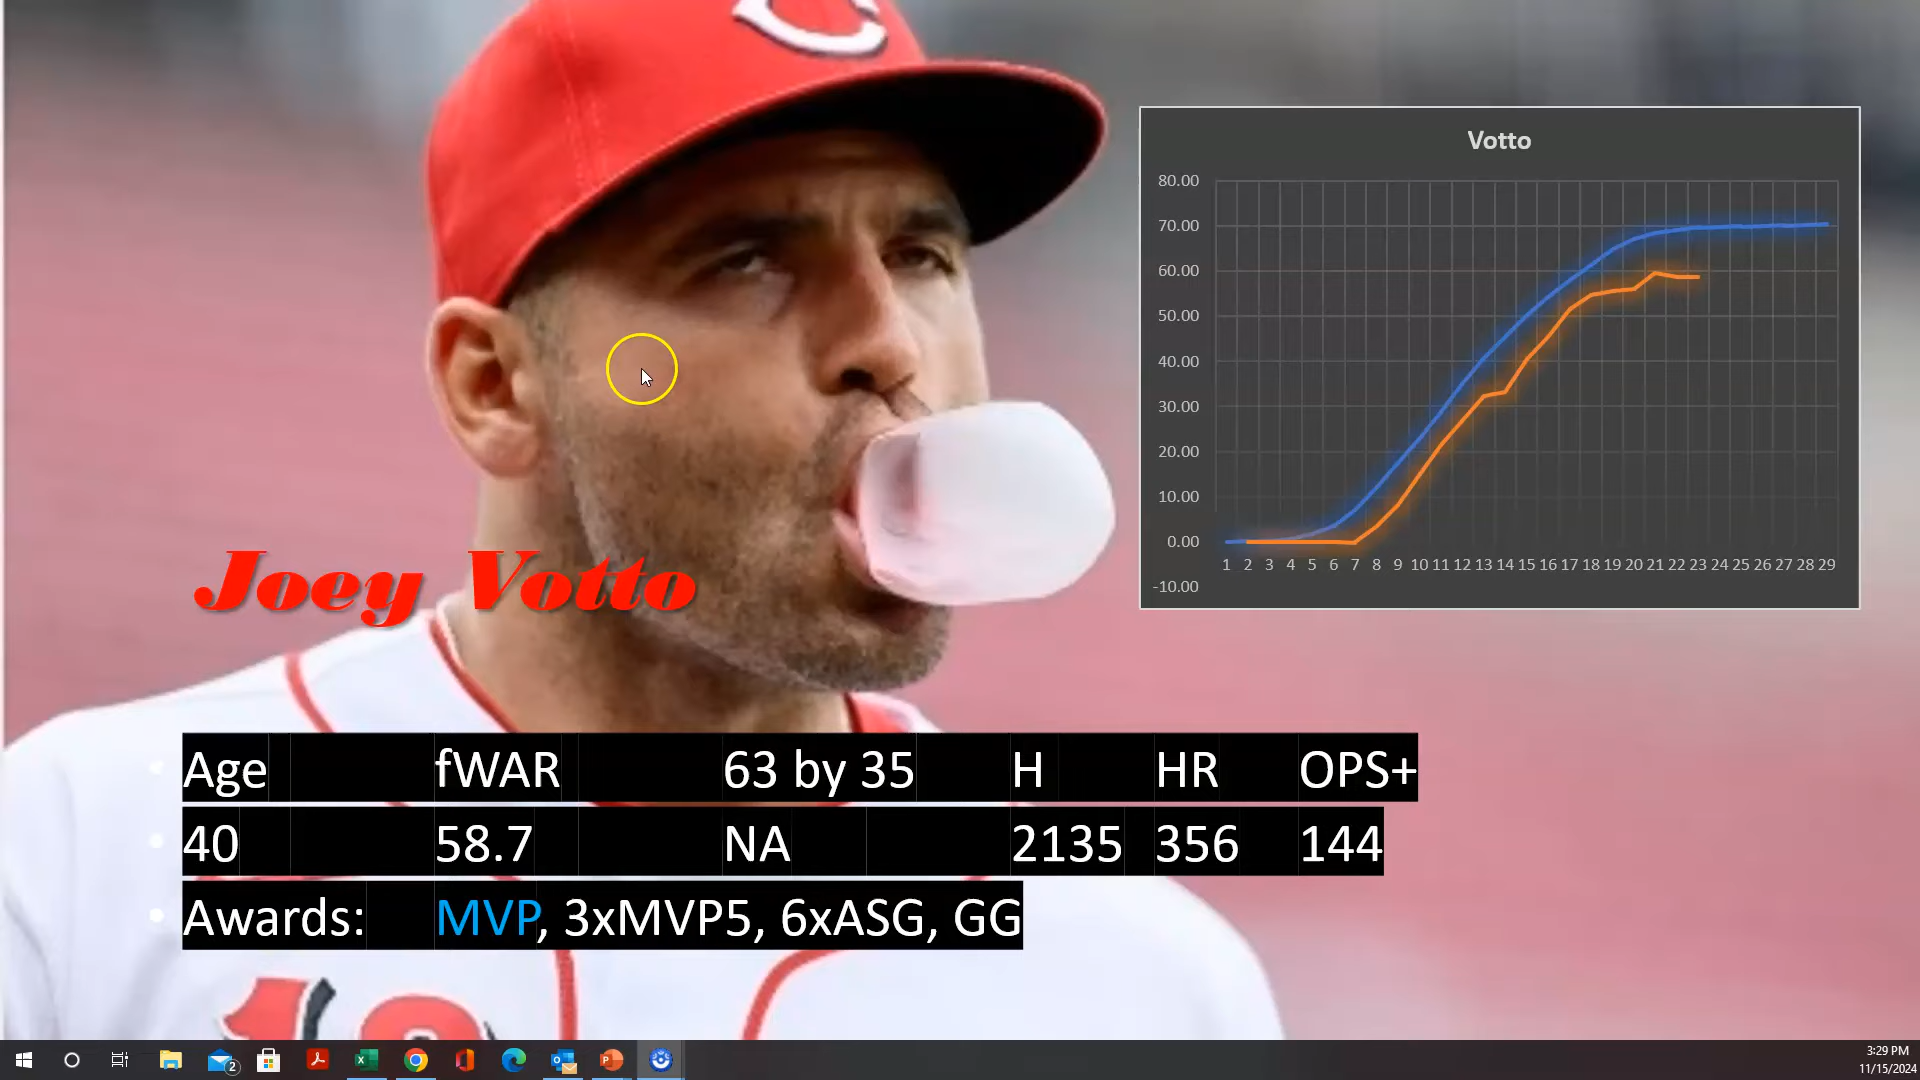 C
Votto
80.00
70.00
60.00
50.00
40.00
30.00
20.00
10.00
0.00
1 2 3 4 5 6 7 8 9 10 11 12 13 14 15 16 17 18 19 20 21 22 23 24 25 26 27 28 29
-10.00
Joey Votto
• Age fWAR 63 by 35 H HR OPS+
• 40 58.7 NA 2135 356 144
• Awards: MVP, 3xMVP5, 6xASG, GG
2
3:29 PM
11/15/2024